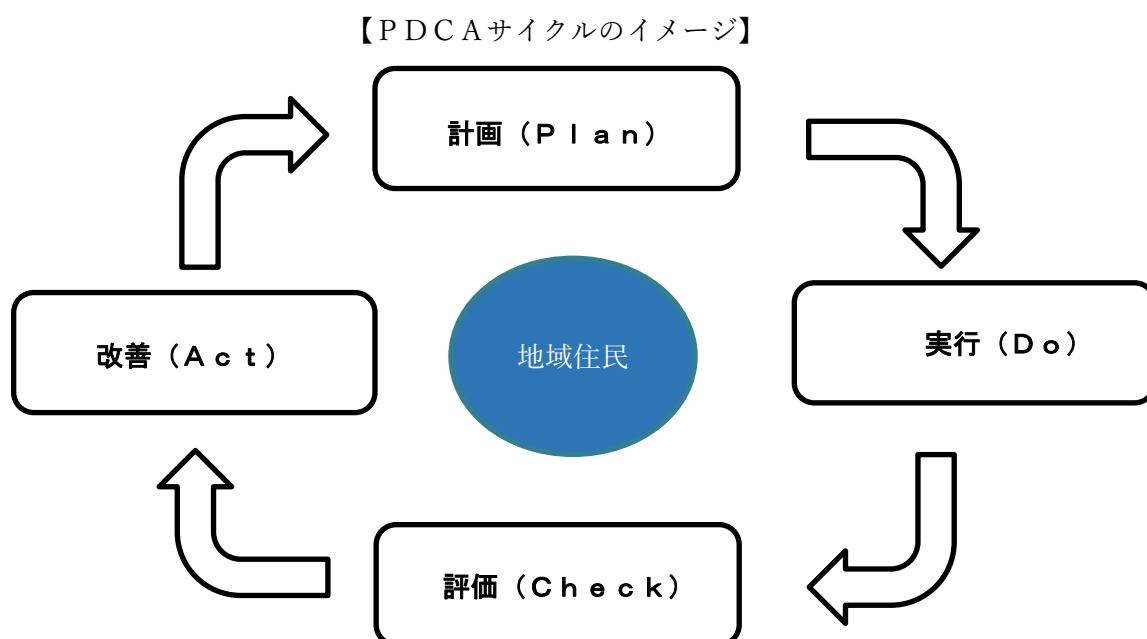 【ＰＤＣＡサイクルのイメージ】
計画（Ｐｌａｎ）
実行（Ｄｏ）
地域住民
改善（Ａｃｔ）
評価（Ｃｈｅｃｋ）